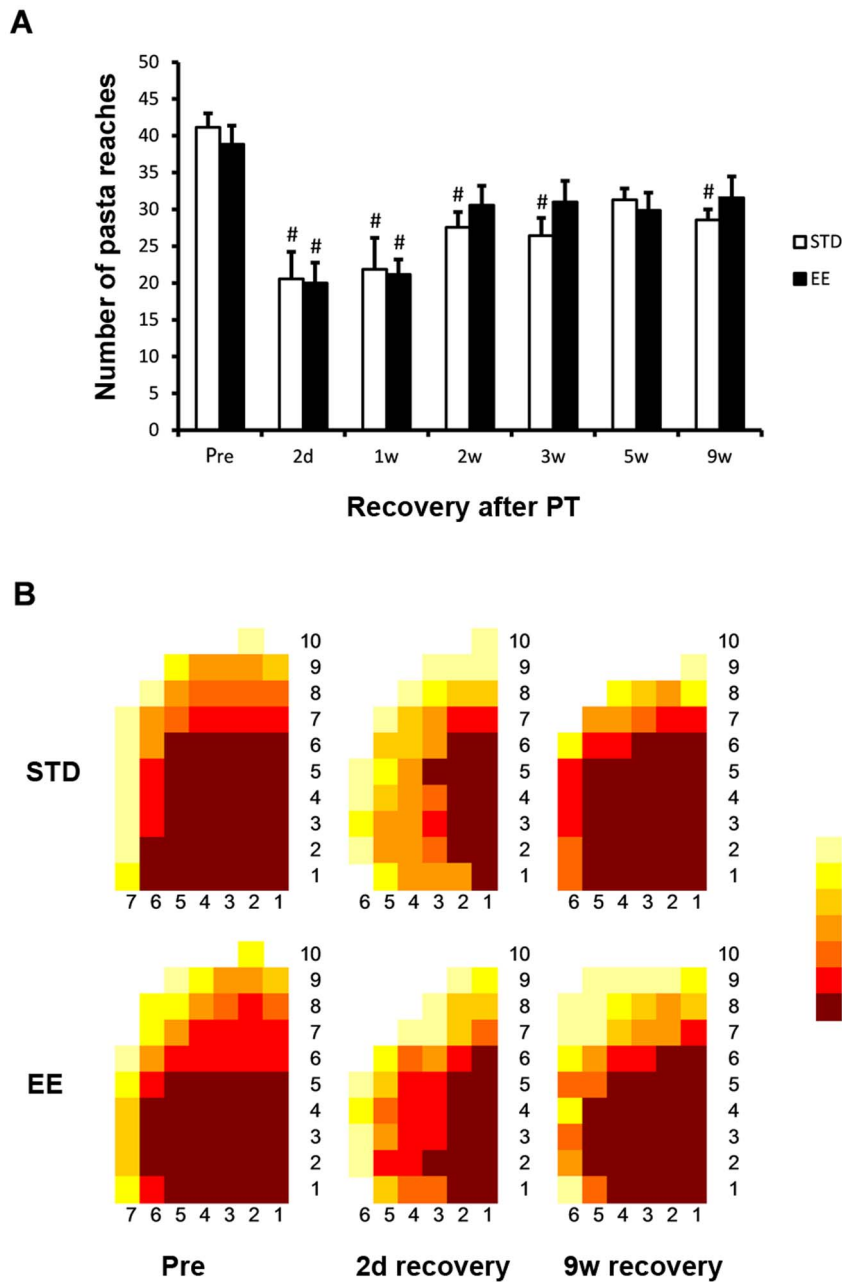 A
Number of pasta reaches
50
45
40
35
30
25
20
15
10
5
0
# # # # # # #
STD
EE
Pre 2d 1w 2w 3w 5w 9w
Recovery after PT
B
STD
10 10 10
9 9 9
8 8 8
7 7 7
6 6 6
5 5 5
4 4 4
3 3 3
2 2 2
1 1 1
7 6 5 4 3 2 1 6 5 4 3 2 1 6 5 4 3 2 1
EE
10 10 10
9 9 9
8 8 8
7 7 7
6 6 6
5 5 5
4 4 4
3 3 3
2 2 2
1 1 1
7 6 5 4 3 2 1 6 5 4 3 2 1 6 5 4 3 2 1
Pre 2d recovery 9w recovery